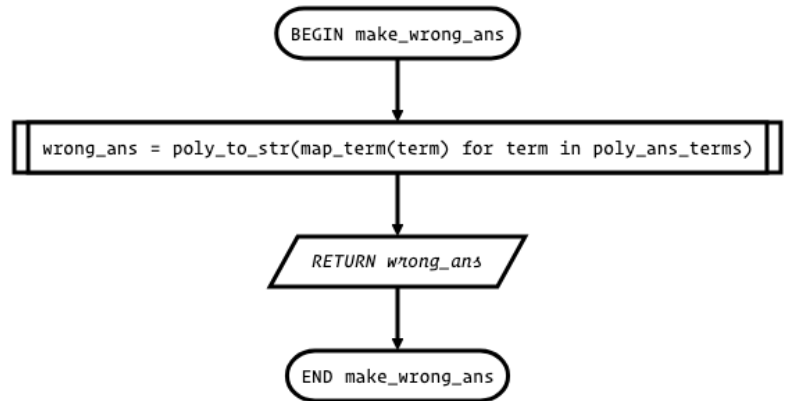 BEGIN make_wrong_ans
wrong_ans = poly_to_str(map_term(term) for term in poly_ans_terms)
RETURN wrong_ans
END make_wrong_ans